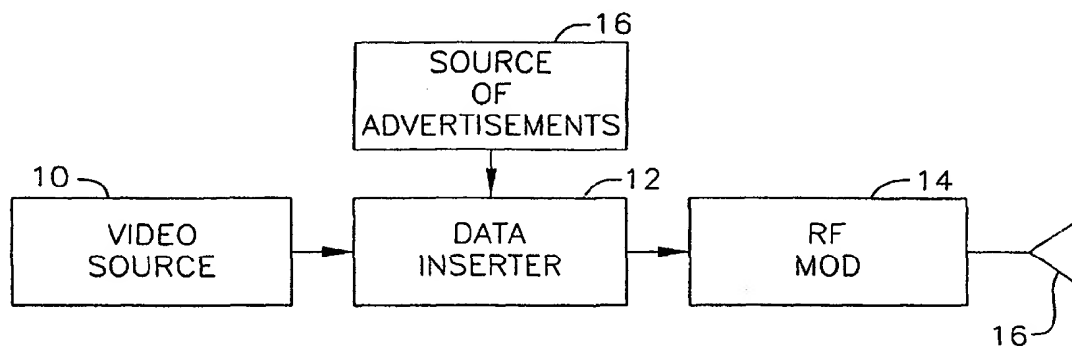 16
SOURCE
OF
ADVERTISEMENTS
10
12
14
VIDEO
SOURCE
DATA
INSERTER
RF
MOD
16